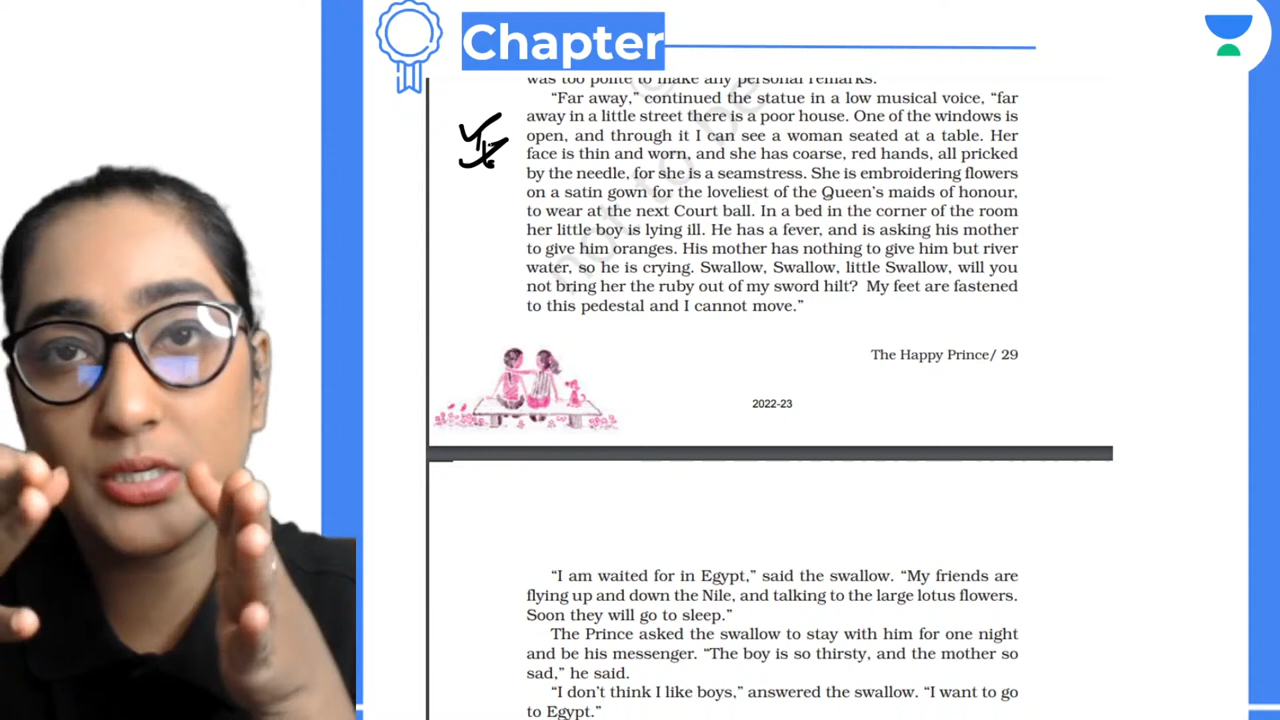 Chapter
was too polite to make any personal remarks.
“Far away,” continued the statue in a low musical voice, “far
away in a little street there is a poor house. One of the windows is
open, and through it I can see a woman seated at a table. Her
face is thin and worn, and she has coarse, red hands, all pricked
by the needle, for she is a seamstress. She is embroidering flowers
on a satin gown for the loveliest of the Queen’s maids of honour,
to wear at the next Court ball. In a bed in the corner of the room
her little boy is lying ill. He has a fever, and is asking his mother
to give him oranges. His mother has nothing to give him but river
water, so he is crying. Swallow, Swallow, little Swallow, will you
not bring her the ruby out of my sword hilt? My feet are fastened
to this pedestal and I cannot move.”
The Happy Prince/ 29
2022-23
“I am waited for in Egypt,” said the swallow. “My friends are
flying up and down the Nile, and talking to the large lotus flowers.
Soon they will go to sleep.”
The Prince asked the swallow to stay with him for one night
and be his messenger. “The boy is so thirsty, and the mother so
sad,” he said.
“I don’t think I like boys,” answered the swallow. “I want to go
to Egypt.”